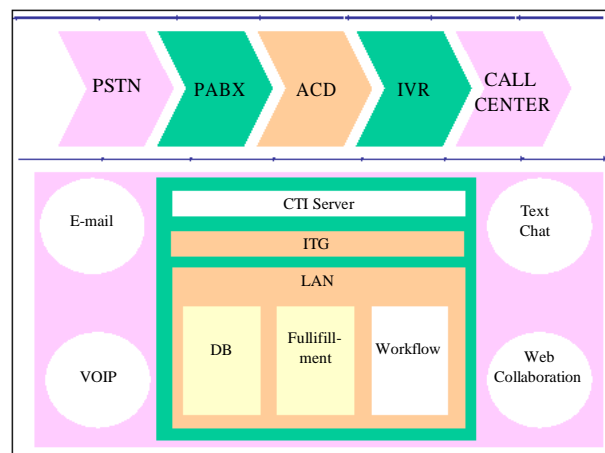 PSTN
PABX
ACD
IVR
CALL
CENTER
E-mail
CTI Server
Text
Chat
ITG
LAN
VOIP
DB
Fullifill-
ment
Workflow
Web
Collaboration